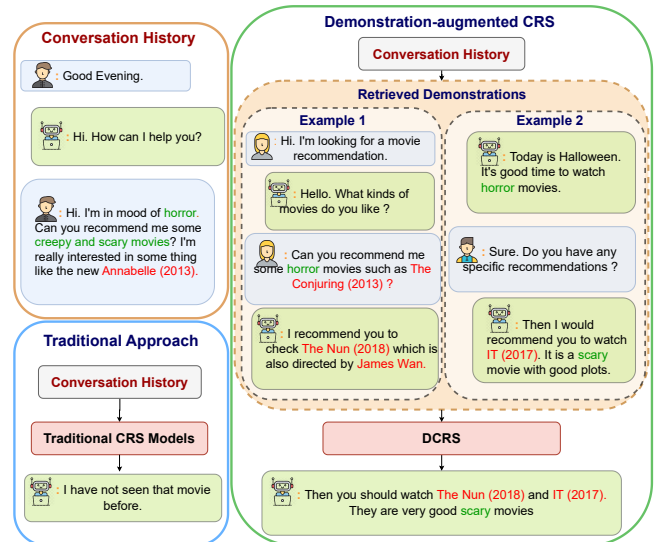 Conversation History
: Good Evening.
: Hi. How can I help you?
: Hi. I'm in mood of horror.
Can you recommend me some
creepy and scary movies? I'm
really interested in some thing
like the new Annabelle (2013).
Traditional Approach
Conversation History
Traditional CRS Models
: I have not seen that movie
before.
Demonstration-augmented CRS
Conversation History
Retrieved Demonstrations
Example 1
: Hi. I'm looking for a movie
recommendation.
: Hello. What kinds of
movies do you like ?
: Can you recommend me
some horror movies such as The
Conjuring (2013) ?
: I recommend you to
check The Nun (2018) which is
also directed by James Wan.
Example 2
: Today is Halloween.
It's good time to watch
horror movies.
: Sure. Do you have any
specific recommendations ?
: Then I would
recommend you to watch
IT (2017). It is a scary
movie with good plots.
DCRS
: Then you should watch The Nun (2018) and IT (2017).
They are very good scary movies